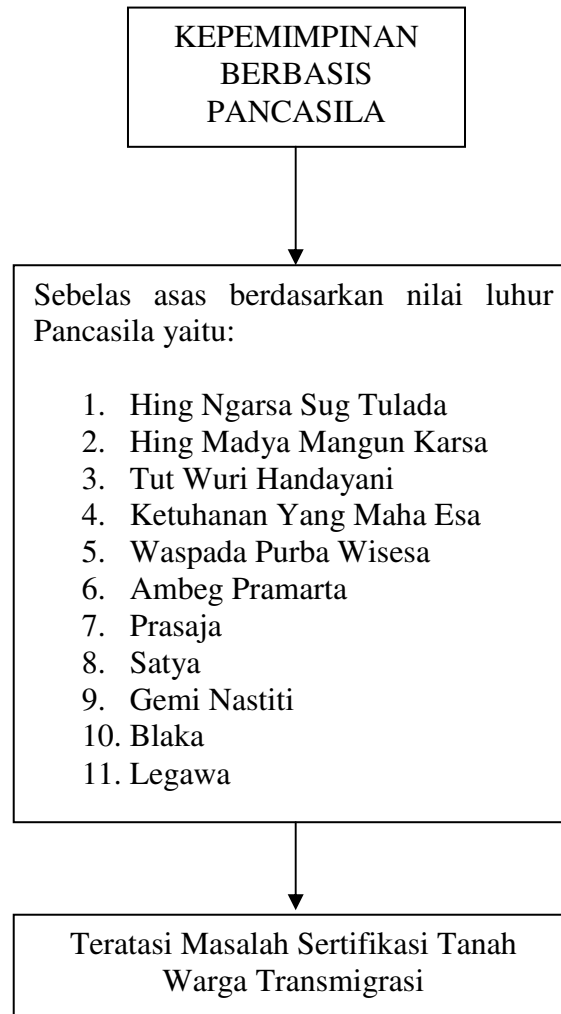 KEPEMIMPINAN
BERBASIS
PANCASILA
Sebelas asas berdasarkan nilai luhur
Pancasila yaitu:
1. Hing Ngarsa Sug Tulada
2. Hing Madya Mangun Karsa
3. Tut Wuri Handayani
4. Ketuhanan Yang Maha Esa
5. Waspada Purba Wisesa
6. Ambeg Pramarta
7. Prasaja
8. Satya
9. Gemi Nastiti
10. Blaka
11. Legawa
Teratasi Masalah Sertifikasi Tanah
Warga Transmigrasi